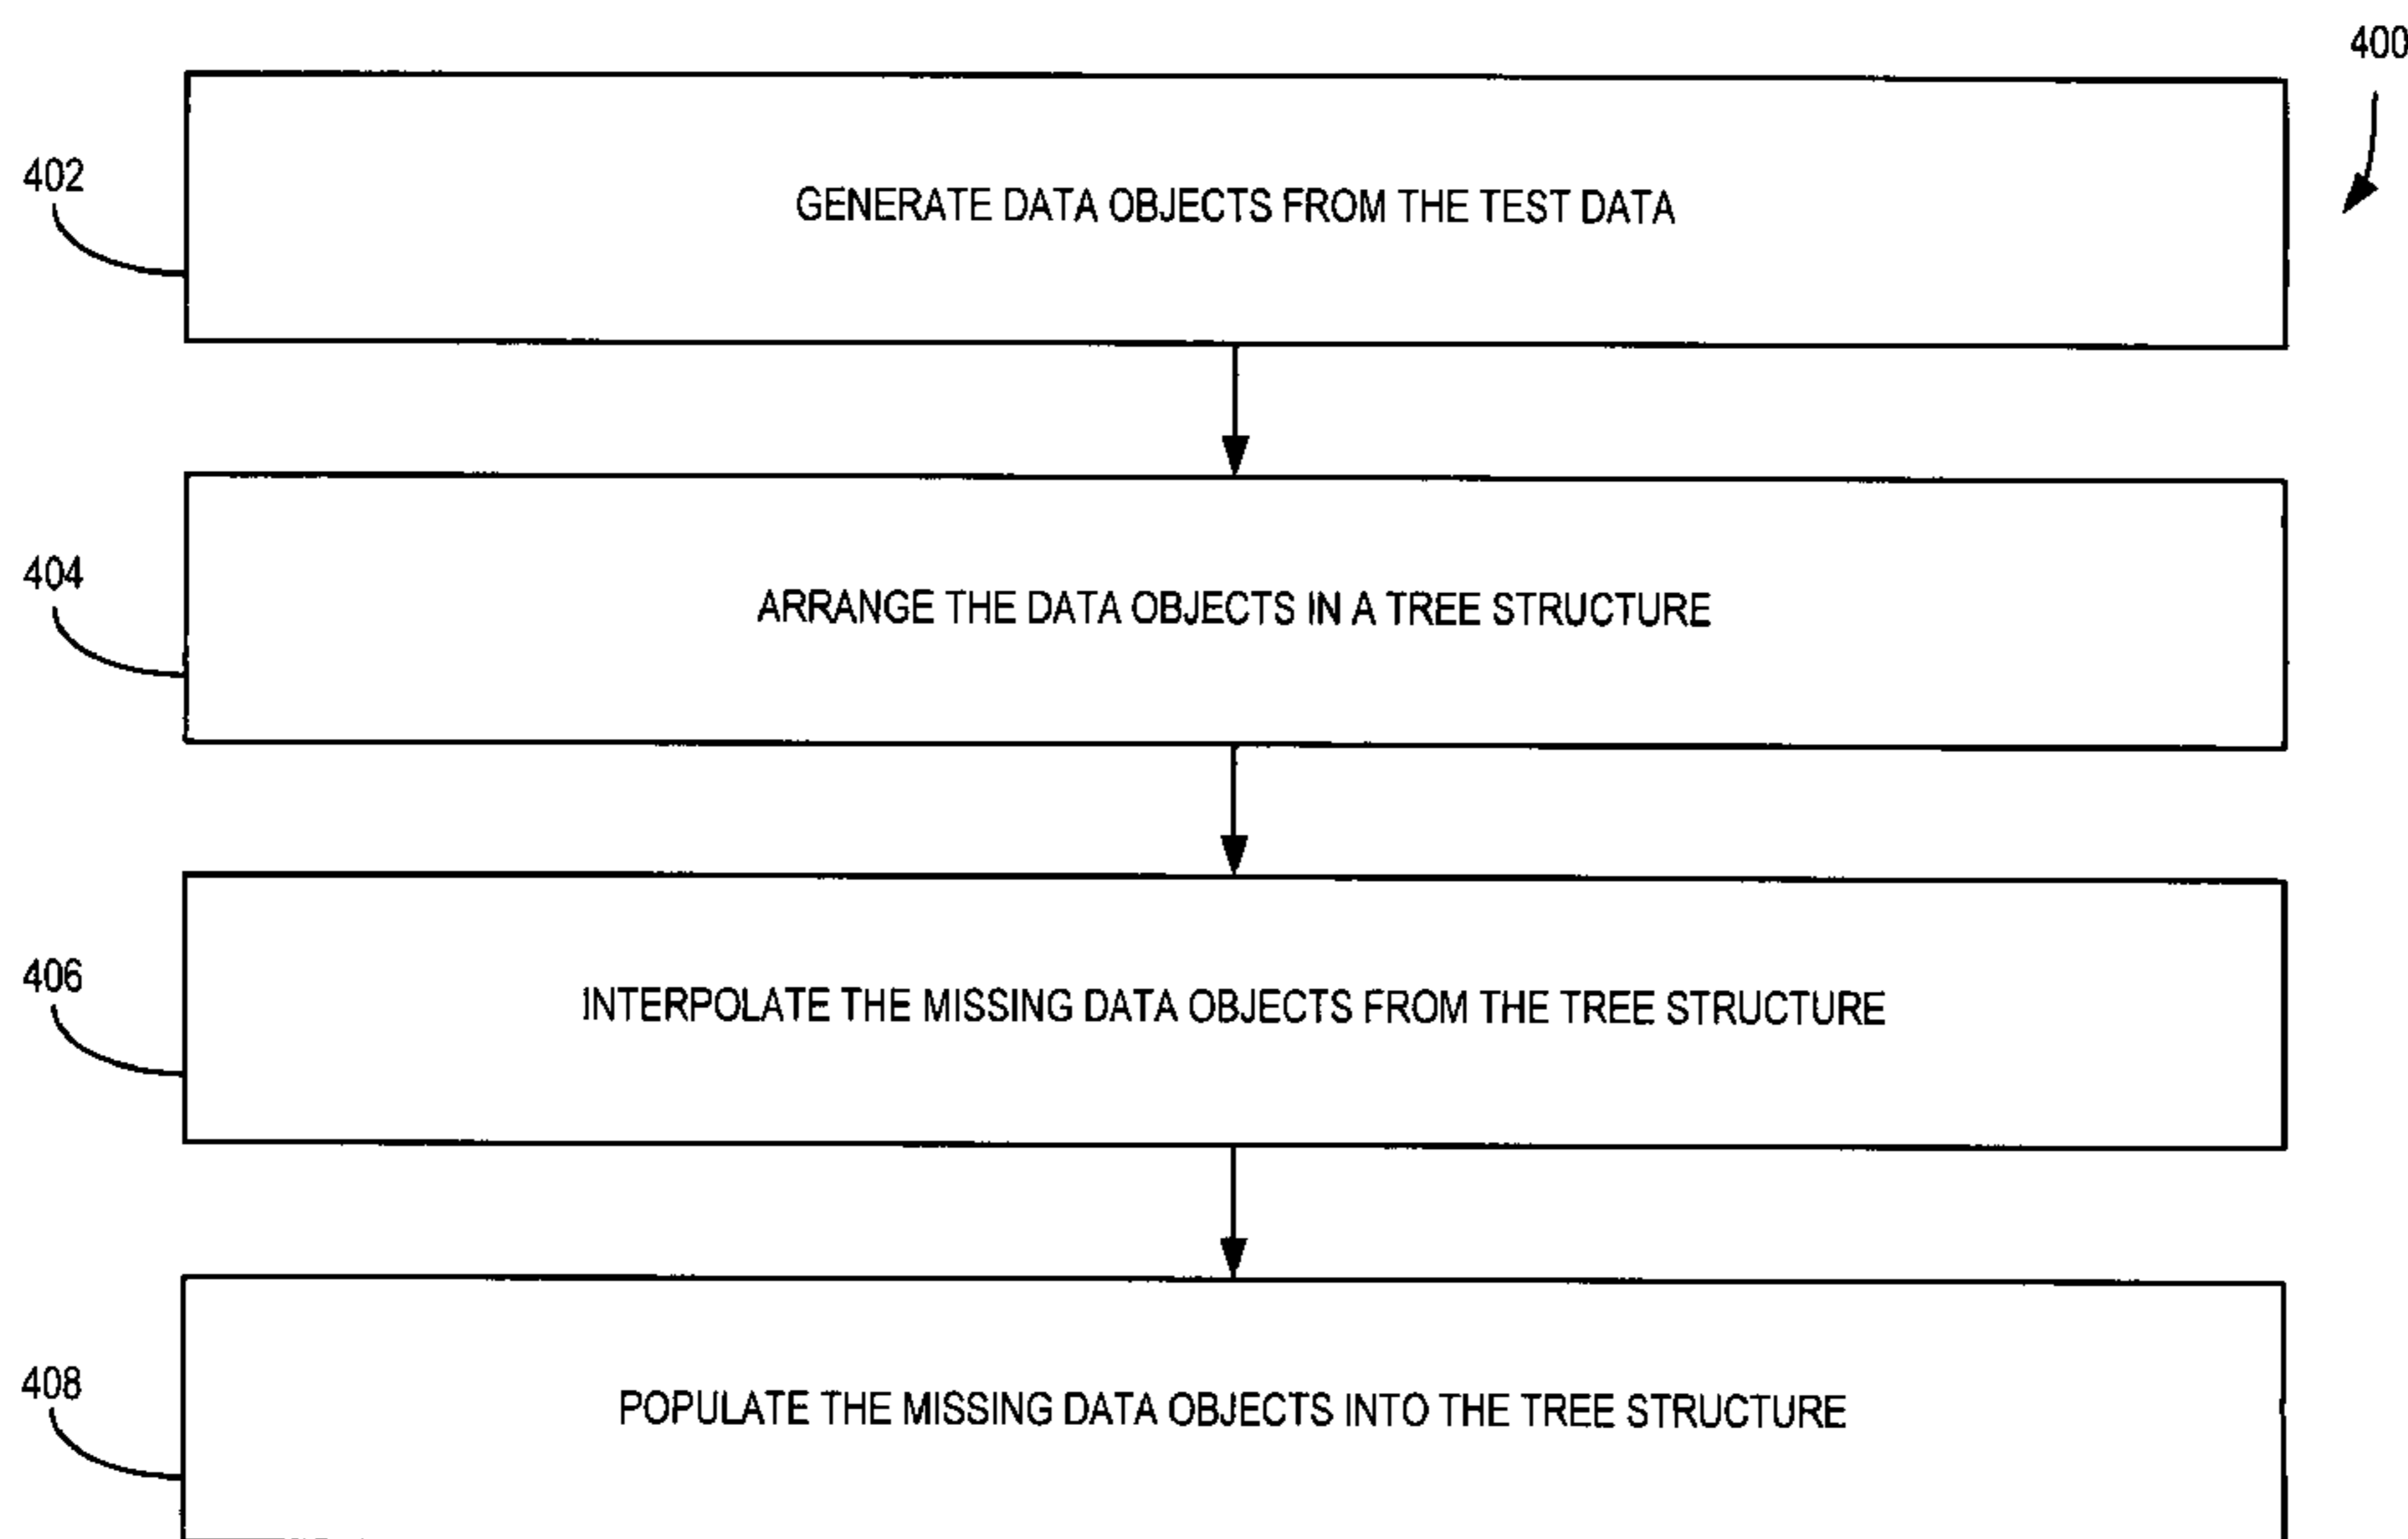 400
402
GENERATE DATA OBJECTS FROM THE TEST DATA
404
ARRANGE THE DATA OBJECTS IN A TREE STRUCTURE
406
INTERPOLATE THE MISSING DATA OBJECTS FROM THE TREE STRUCTURE
408
POPULATE THE MISSING DATA OBJECTS INTO THE TREE STRUCTURE